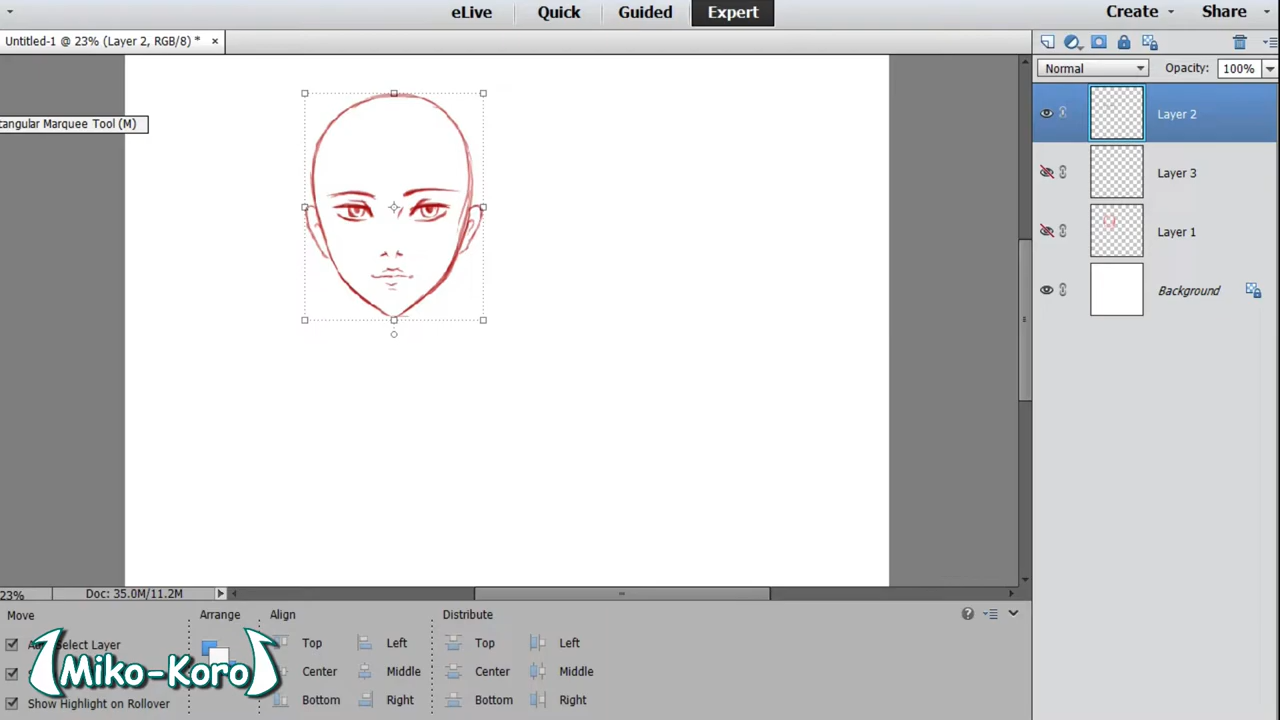 eLive Quick Guided Expert Create Share
Untitled-1 @ 23% (Layer 2, RGB/8) * ×
Normal Opacity: 100%
tangular Marquee Tool (M)
Layer 2
Layer 3
Layer 1
Background
23% Doc: 35.0M/11.2M
Move Arrange Align Distribute
Select Layer Top Left Top Left
Center Middle Center Middle
Miko-Koro
Show Highlight on Rollover Bottom Right Bottom Right